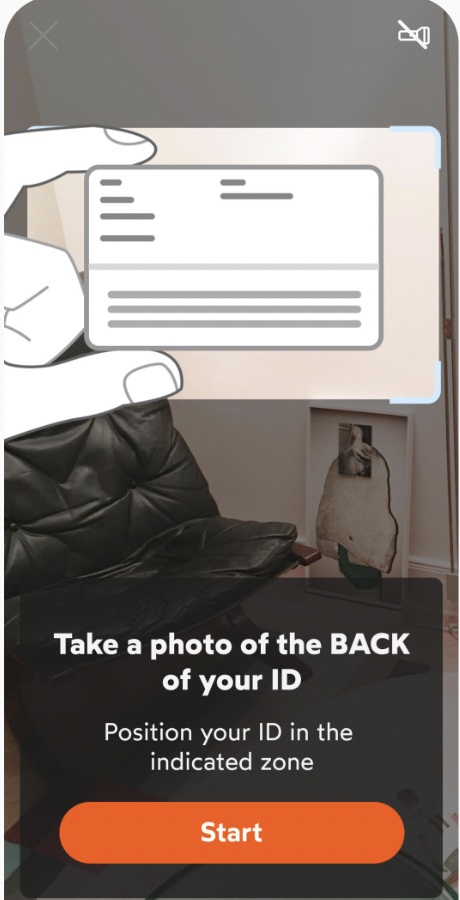 Take a photo of the BACK
of your ID
Position your ID in the
indicated zone
Start